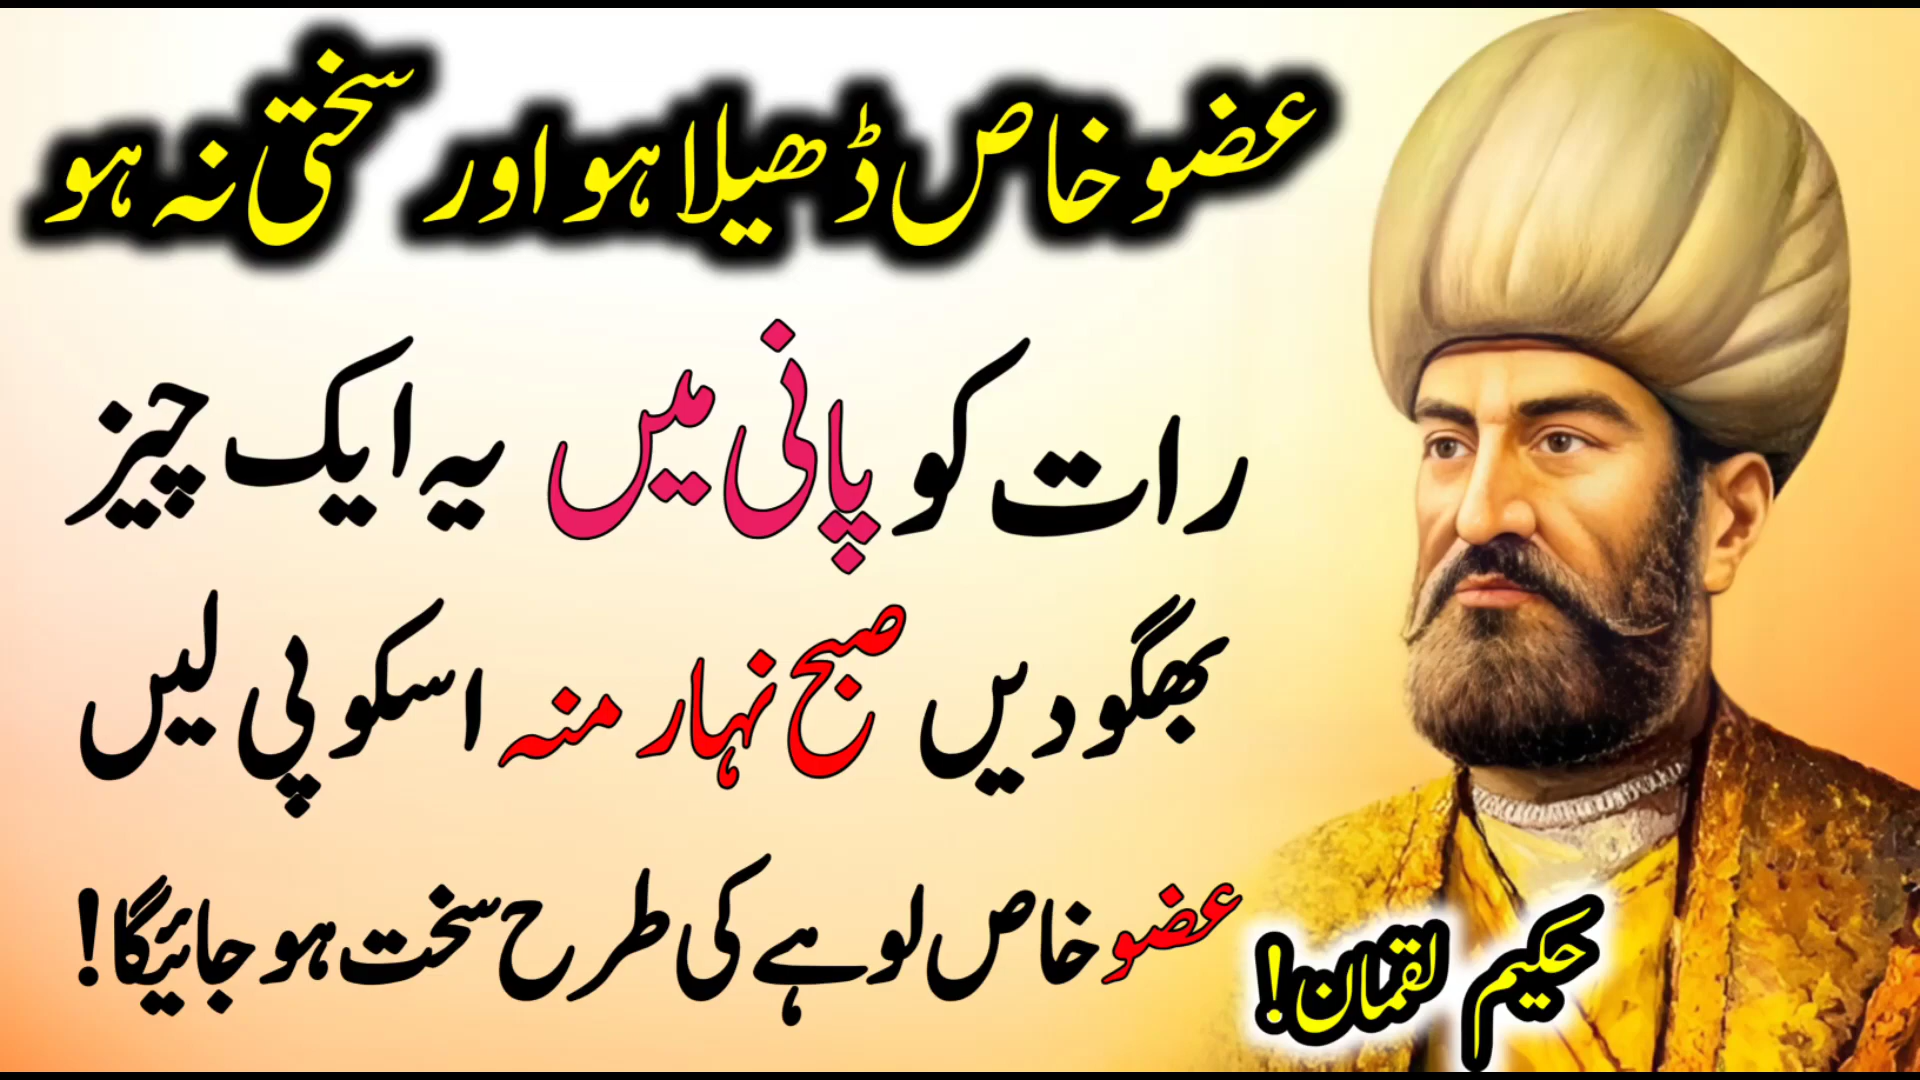 عضو خاص ڈھیلا ہو اور سختی نہ ہو
رات کو پانی میں یہ ایک چیز
بھگو دیں صبح نہار منہ اسکو پی لیں
عضو خاص لوہے کی طرح سخت ہو جائیگا!
حکیم لقمان!